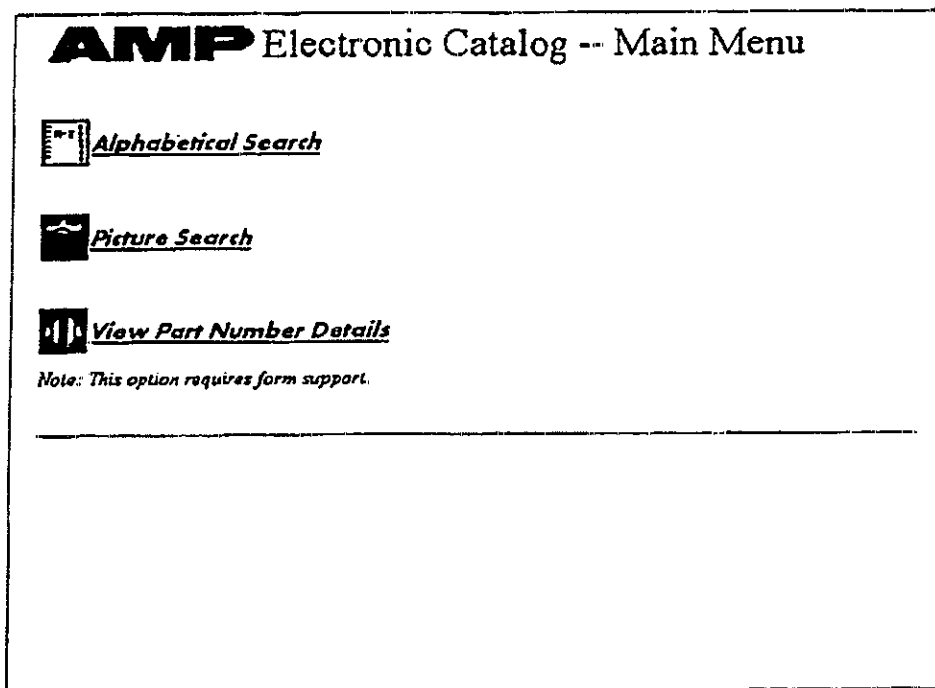 AMP Electronic Catalog -- Main Menu
Alphabetical Search
Picture Search
View Part Number Details
Note: This option requires form support.